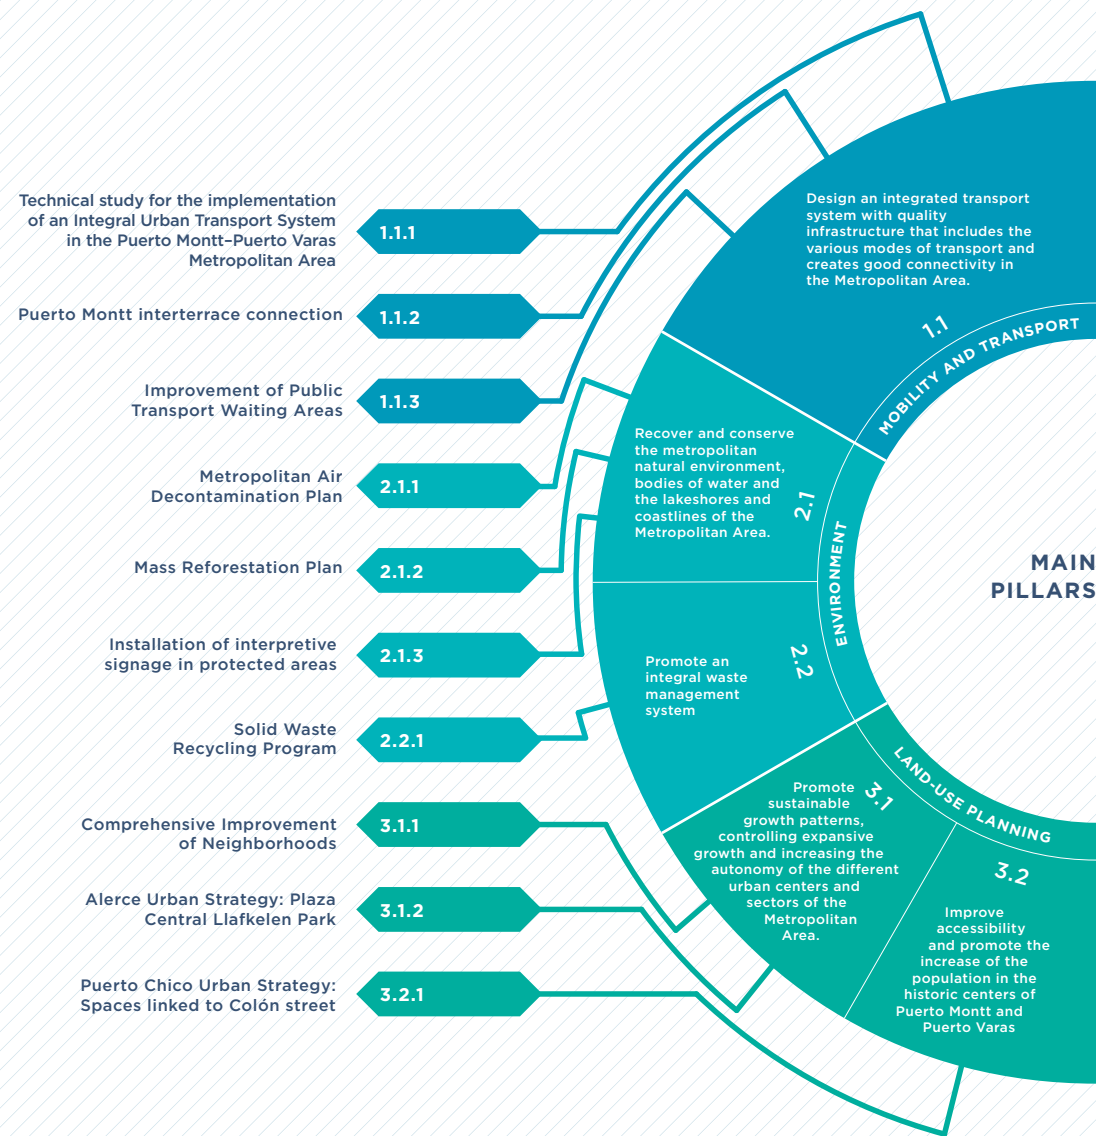 Technical study for the implementation
of an Integral Urban Transport System
in the Puerto Montt–Puerto Varas
Metropolitan Area
1.1.1
Puerto Montt interterrace connection
1.1.2
Improvement of Public
Transport Waiting Areas
1.1.3
Metropolitan Air
Decontamination Plan
2.1.1
Mass Reforestation Plan
2.1.2
Installation of interpretive
signage in protected areas
2.1.3
Solid Waste
Recycling Program
2.2.1
Comprehensive Improvement
of Neighborhoods
3.1.1
Alerce Urban Strategy: Plaza
Central Llafkelen Park
3.1.2
Puerto Chico Urban Strategy:
Spaces linked to Colón street
3.2.1
Design an integrated transport
system with quality
infrastructure that includes the
various modes of transport and
creates good connectivity in
the Metropolitan Area.
1.1
MOBILITY AND TRANSPORT
Recover and conserve
the metropolitan
natural environment,
bodies of water and
the lakeshores and
coastlines of the
Metropolitan Area.
2.1
ENVIRONMENT
Promote an
integral waste
management
system
2.2
Promote
sustainable
growth patterns,
controlling expansive
growth and increasing the
autonomy of the different
urban centers and
sectors of the
Metropolitan
Area.
3.1
LAND-USE PLANNING
3.2
Improve
accessibility
and promote the
increase of the
population in the
historic centers of
Puerto Montt and
Puerto Varas
MAIN
PILLARS